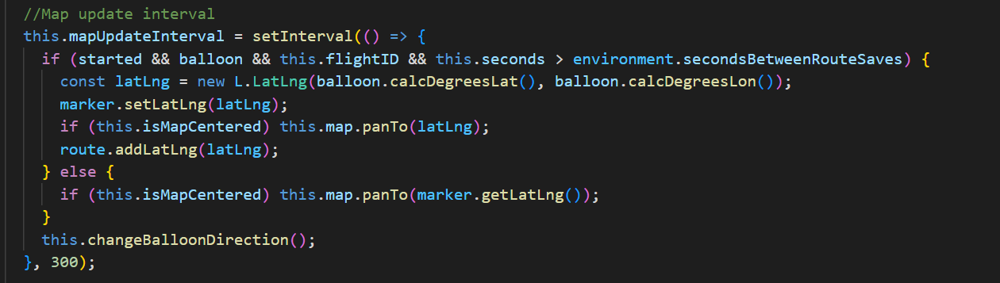 //Map update interval
this.mapUpdateInterval = setInterval(() => {
if (started && balloon && this.flightID && this.seconds > environment.secondsBetweenRouteSaves) {
const latLng = new L.LatLng(balloon.calcDegreesLat(), balloon.calcDegreesLon());
marker.setLatLng(latLng);
if (this.isMapCentered) this.map.panTo(latLng);
route.addLatLng(latLng);
} else {
if (this.isMapCentered) this.map.panTo(marker.getLatLng());
}
this.changeBalloonDirection();
}, 300);